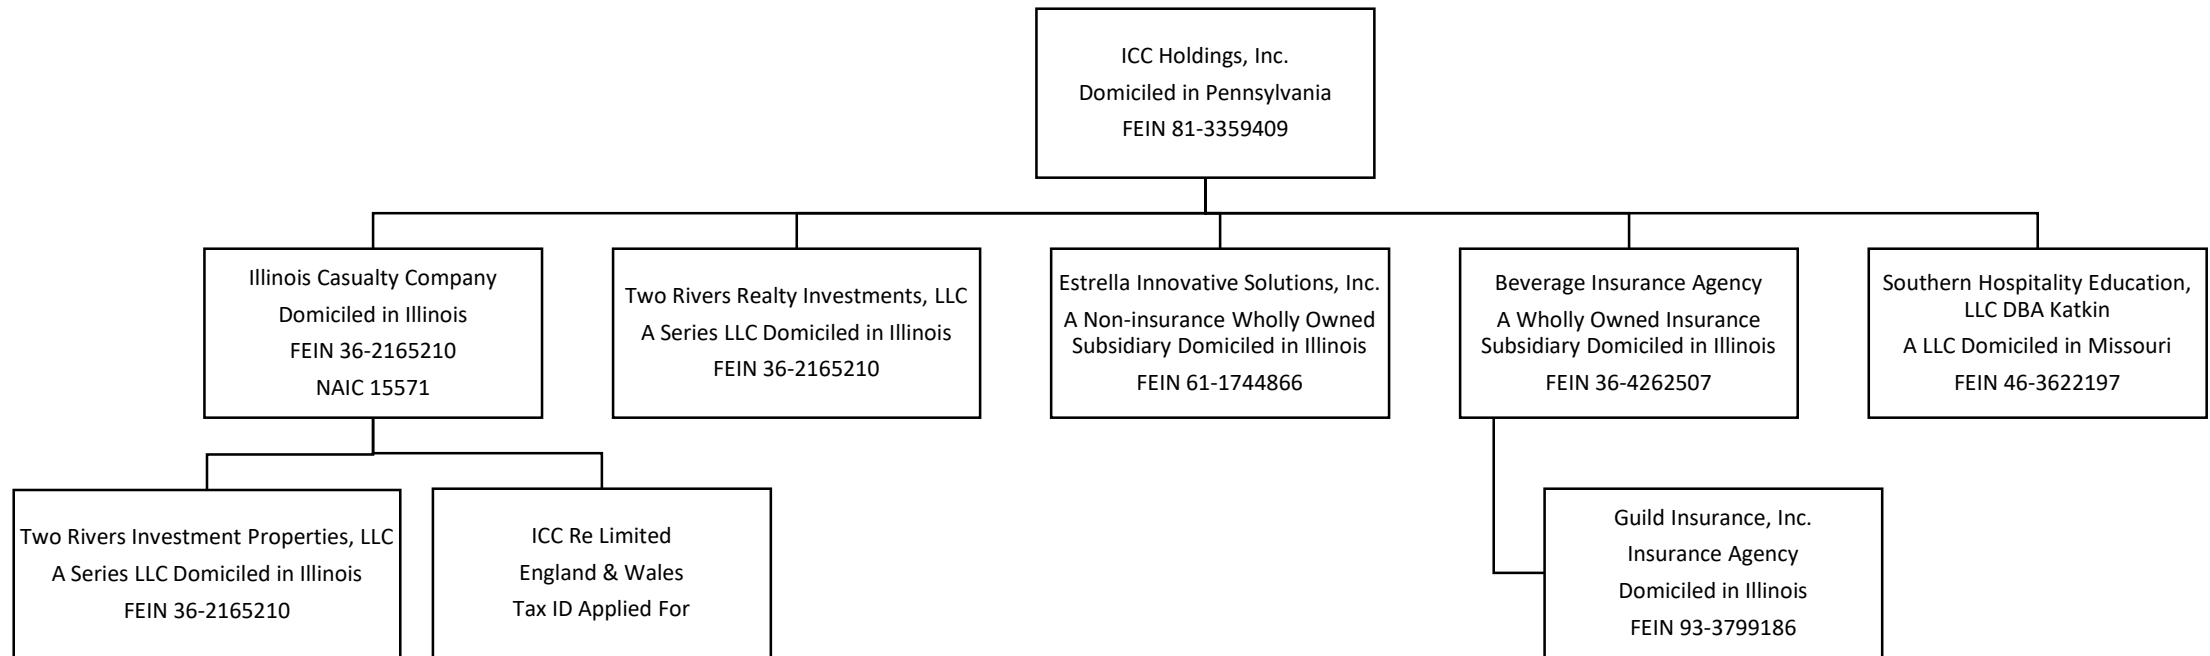 ICC Holdings, Inc.
Domiciled in Pennsylvania
FEIN 81-3359409
Illinois Casualty Company
Domiciled in Illinois
FEIN 36-2165210
NAIC 15571
Two Rivers Realty Investments, LLC
A Series LLC Domiciled in Illinois
FEIN 36-2165210
Estrella Innovative Solutions, Inc.
A Non-insurance Wholly Owned
Subsidiary Domiciled in Illinois
FEIN 61-1744866
Beverage Insurance Agency
A Wholly Owned Insurance
Subsidiary Domiciled in Illinois
FEIN 36-4262507
Southern Hospitality Education,
LLC DBA Katkin
A LLC Domiciled in Missouri
FEIN 46-3622197
Two Rivers Investment Properties, LLC
A Series LLC Domiciled in Illinois
FEIN 36-2165210
ICC Re Limited
England & Wales
Tax ID Applied For
Guild Insurance, Inc.
Insurance Agency
Domiciled in Illinois
FEIN 93-3799186